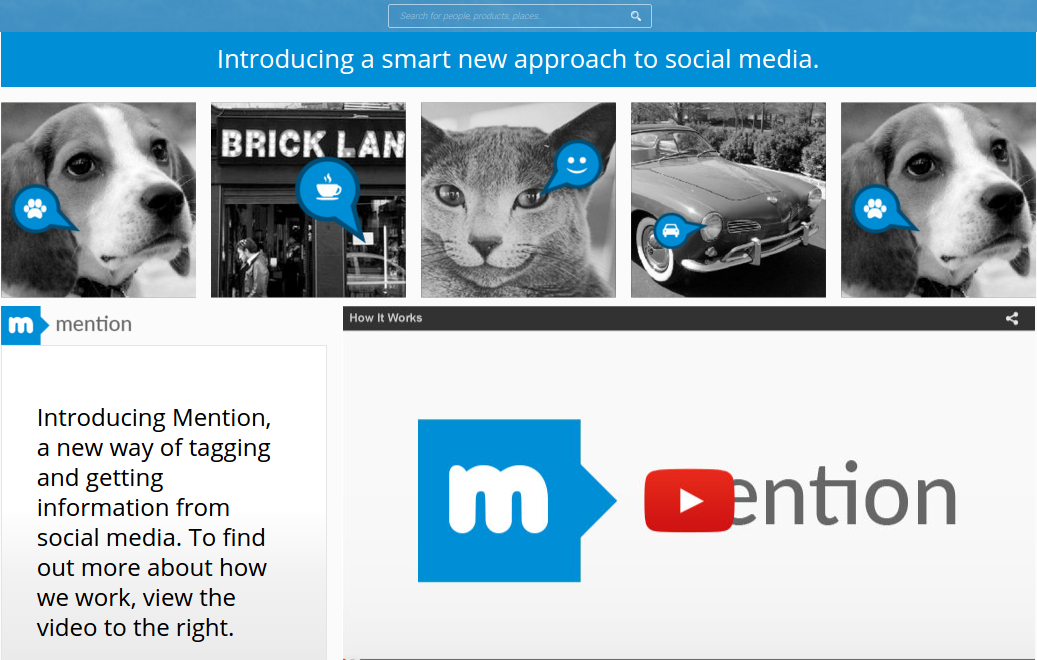 Search for people, products, places...
Introducing a smart new approach to social media.
BRICK LAN
m mention
How It Works
Introducing Mention,
a new way of tagging
and getting
information from
social media. To find
out more about how
we work, view the
video to the right.
m ention